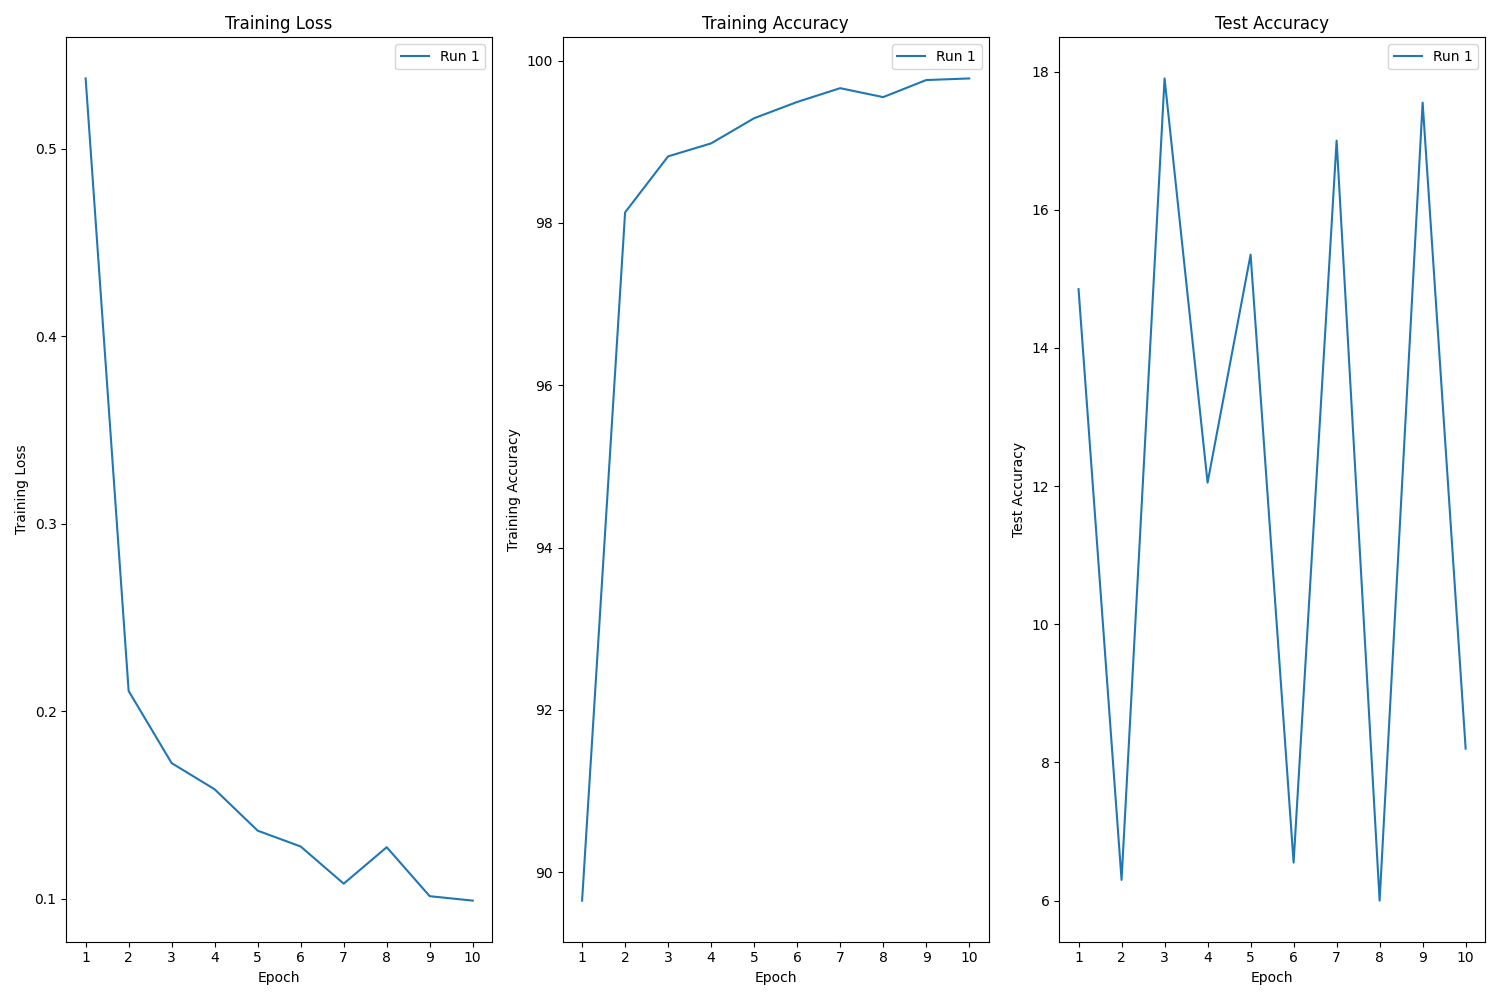 Training Loss
Run 1
0.5
0.4
0.3
0.2
0.1
Training Loss
1 2 3 4 5 6 7 8 9 10
Epoch
Training Accuracy
Run 1
100
98
96
94
92
90
Training Accuracy
1 2 3 4 5 6 7 8 9 10
Epoch
Test Accuracy
Run 1
18
16
14
12
10
8
6
Test Accuracy
1 2 3 4 5 6 7 8 9 10
Epoch